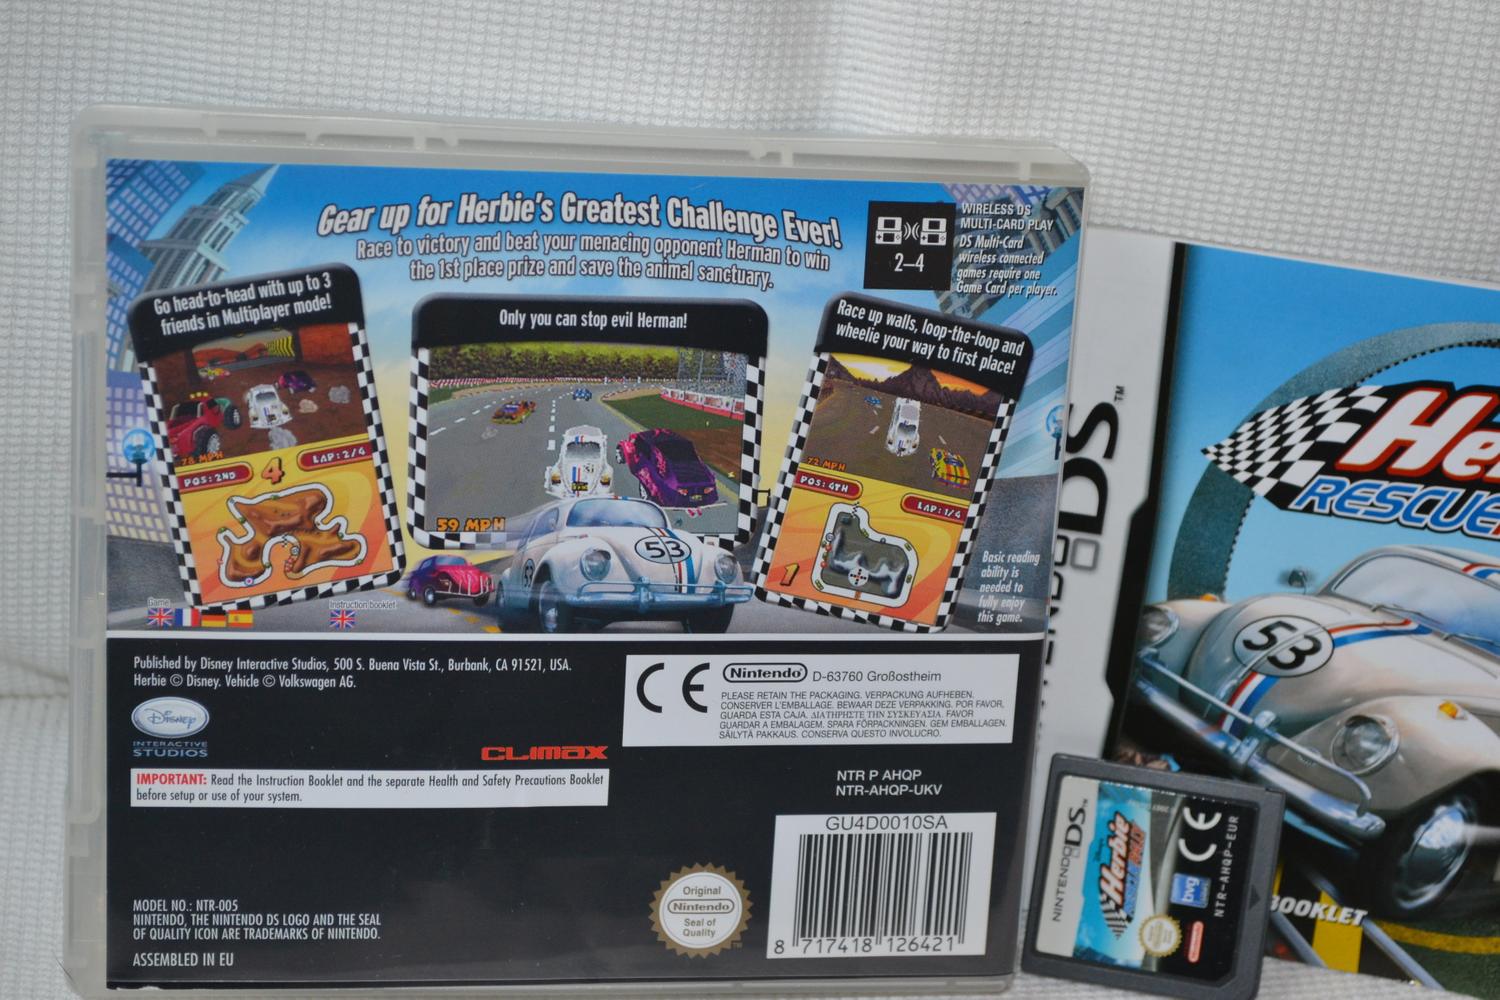 Gear up for Herbie's Greatest Challenge Ever!
Race to victory and beat your menacing opponent Herman to win
the 1st place prize and save the animal sanctuary.
2–4
WIRELESS DS
MULTI-CARD PLAY
DS Multi-Card
wireless connected
games require one
Game Card per player.
Go head-to-head with up to 3
friends in Multiplayer mode!
78 MPH
POS: 2ND
4
LAP: 2/4
Only you can stop evil Herman!
59 MPH
53
Race up walls, loop-the-loop and
wheelie your way to first place!
72 MPH
POS: 4TH
LAP: 1/4
1
Basic reading
ability is
needed to
fully enjoy
this game.
Game
Instruction booklet
Published by Disney Interactive Studios, 500 S. Buena Vista St., Burbank, CA 91521, USA.
Herbie © Disney. Vehicle © Volkswagen AG.
Disney
INTERACTIVE
STUDIOS
CLIMAX
IMPORTANT: Read the Instruction Booklet and the separate Health and Safety Precautions Booklet
before setup or use of your system.
CE
Nintendo D-63760 Großostheim
PLEASE RETAIN THE PACKAGING. VERPACKUNG AUFHEBEN.
CONSERVER L'EMBALLAGE. BEWAAR DEZE VERPAKKING. POR FAVOR,
GUARDA ESTA CAJA. ΔΙΑΤΗΡΗΣΤΕ ΤΗΝ ΣΥΣΚΕΥΑΣΙΑ. FAVOR
GUARDAR A EMBALAGEM. SPARA FÖRPACKNINGEN. GEM EMBALLAGEN.
SÄILYTÄ PAKKAUS. CONSERVA QUESTO INVOLUCRO.
NTR P AHQP
NTR-AHQP-UKV
GU4D0010SA
8 717418 126421
Original
Nintendo
Seal of
Quality
TM
MODEL NO.: NTR-005
NINTENDO, THE NINTENDO DS LOGO AND THE SEAL
OF QUALITY ICON ARE TRADEMARKS OF NINTENDO.
ASSEMBLED IN EU
DS TM
He
RESCUE
53
BOOKLET
NINTENDO DS
Herbie
CE
bvg
NTR-AHQP-EUR